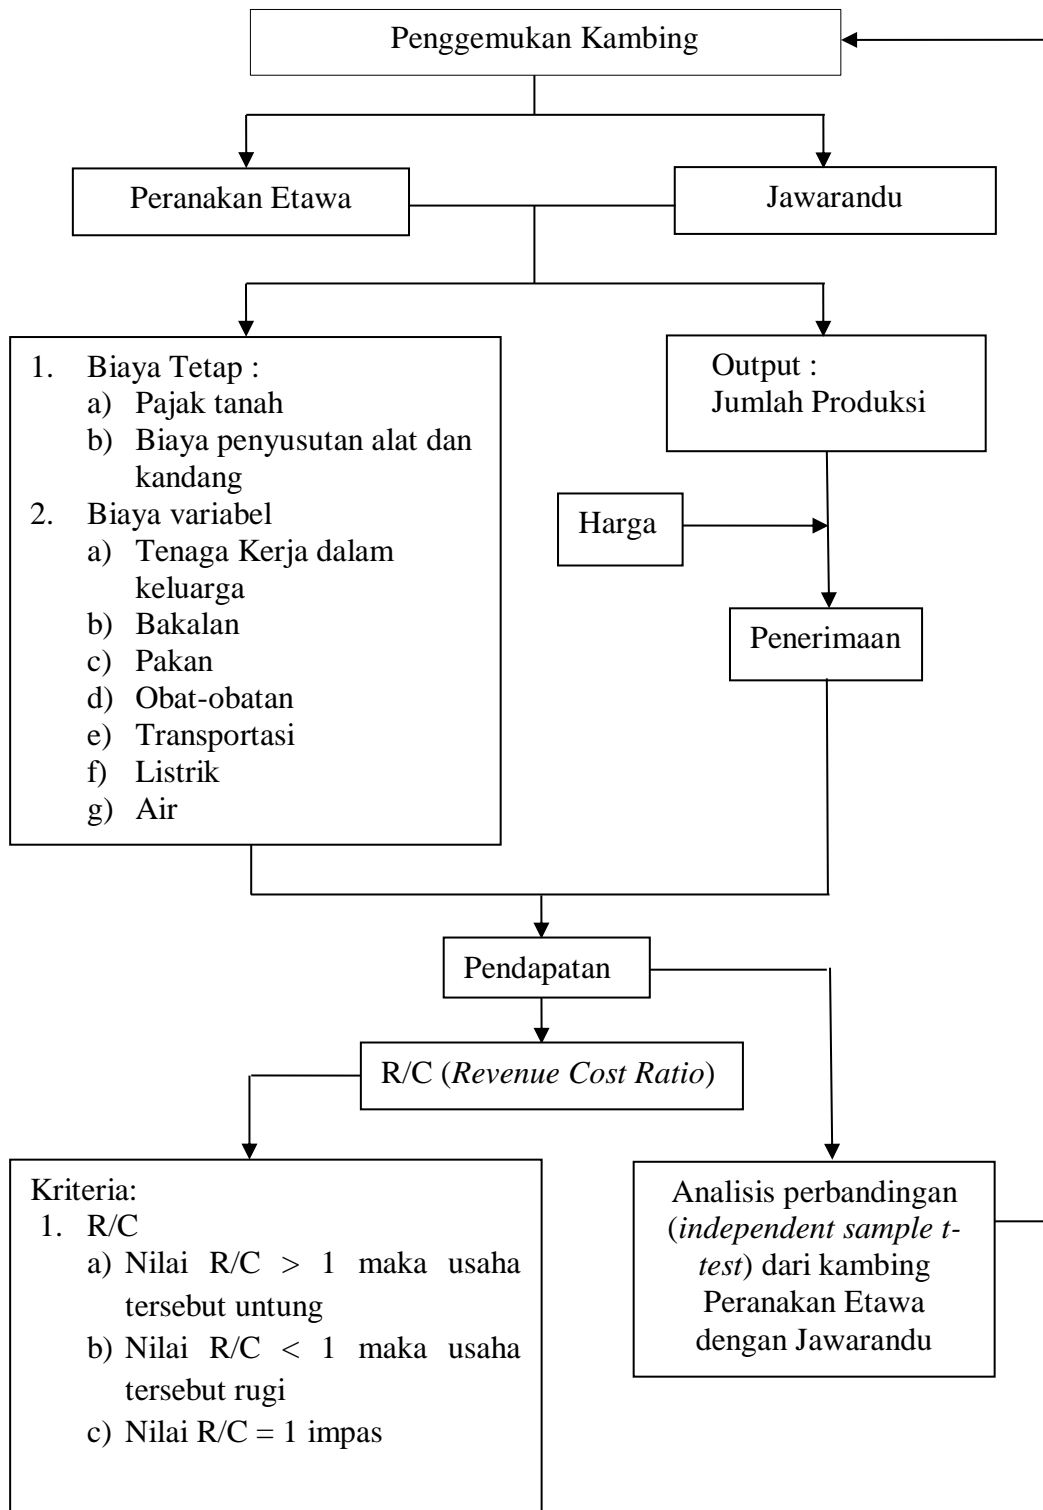 Penggemukan Kambing
Peranakan Etawa
Jawarandu
1. Biaya Tetap :
a) Pajak tanah
b) Biaya penyusutan alat dan
kandang
2. Biaya variabel
a) Tenaga Kerja dalam
keluarga
b) Bakalan
c) Pakan
d) Obat-obatan
e) Transportasi
f) Listrik
g) Air
Output :
Jumlah Produksi
Harga
Penerimaan
Pendapatan
R/C (Revenue Cost Ratio)
Kriteria:
1. R/C
a) Nilai R/C > 1 maka usaha
tersebut untung
b) Nilai R/C < 1 maka usaha
tersebut rugi
c) Nilai R/C = 1 impas
Analisis perbandingan
(independent sample t-
test) dari kambing
Peranakan Etawa
dengan Jawarandu